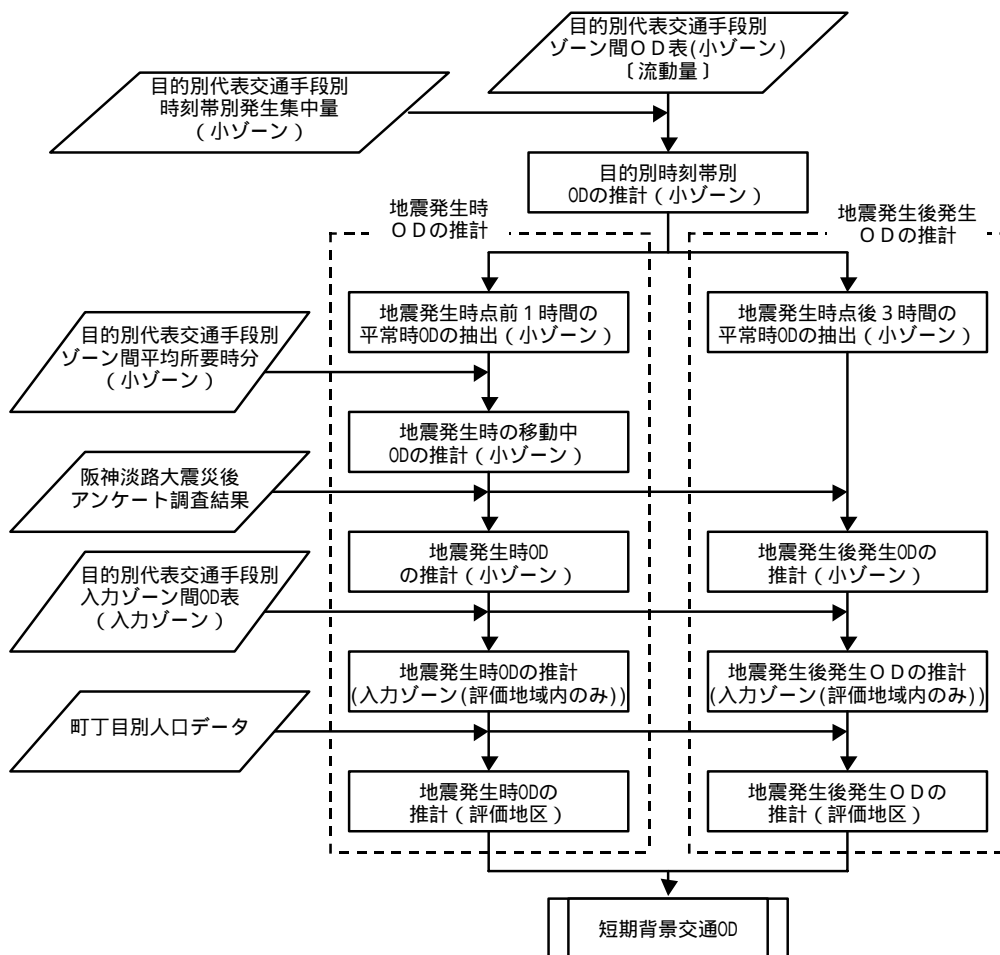 目的別代表交通手段別
ゾーン間ＯＤ表(小ゾーン)
〔流動量〕
目的別代表交通手段別
時刻帯別発生集中量
（小ゾーン）
目的別時刻帯別
ODの推計（小ゾーン）
地震発生時
ＯＤの推計
地震発生後発生
ＯＤの推計
地震発生時点前１時間の
平常時ODの抽出（小ゾーン）
地震発生時点後３時間の
平常時ODの抽出（小ゾーン）
目的別代表交通手段別
ゾーン間平均所要時分
（小ゾーン）
地震発生時の移動中
ODの推計（小ゾーン）
阪神淡路大震災後
アンケート調査結果
地震発生時OD
の推計（小ゾーン）
地震発生後発生ODの
推計（小ゾーン）
目的別代表交通手段別
入力ゾーン間OD表
（入力ゾーン）
地震発生時ODの推計
(入力ゾーン(評価地域内のみ))
地震発生後発生ＯＤの推計
(入力ゾーン(評価地域内のみ))
町丁目別人口データ
地震発生時ODの
推計（評価地区）
地震発生後発生ＯＤの
推計（評価地区）
短期背景交通OD